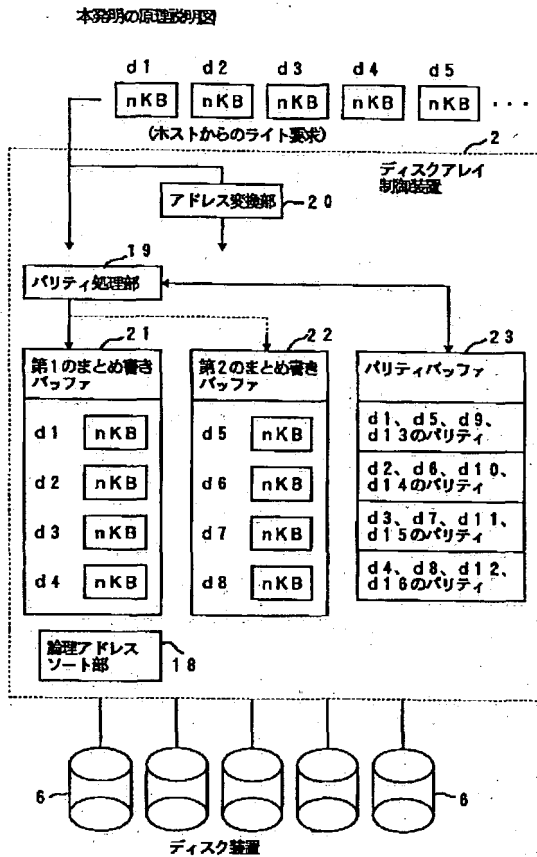 本発明の原理説明図
d1 d2 d3 d4 d5
nKB nKB nKB nKB nKB ・・・
(ホストからのライト要求)
2
ディスクアレイ
制御装置
アドレス変換部
20
19
パリティ処理部
21
22
23
第1のまとめ書き
バッファ
d1 nKB
d2 nKB
d3 nKB
d4 nKB
第2のまとめ書き
バッファ
d5 nKB
d6 nKB
d7 nKB
d8 nKB
パリティバッファ
d1、d5、d9、
d13のパリティ
d2、d6、d10、
d14のパリティ
d3、d7、d11、
d15のパリティ
d4、d8、d12、
d16のパリティ
論理アドレス
ソート部
18
6
6
ディスク装置